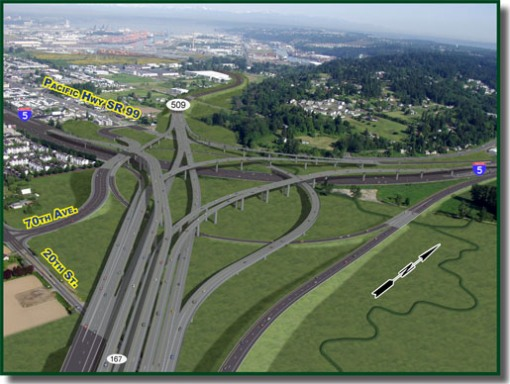 PACIFIC HWY SR 99
509
5
5
70TH AVE.
20TH ST.
N
167